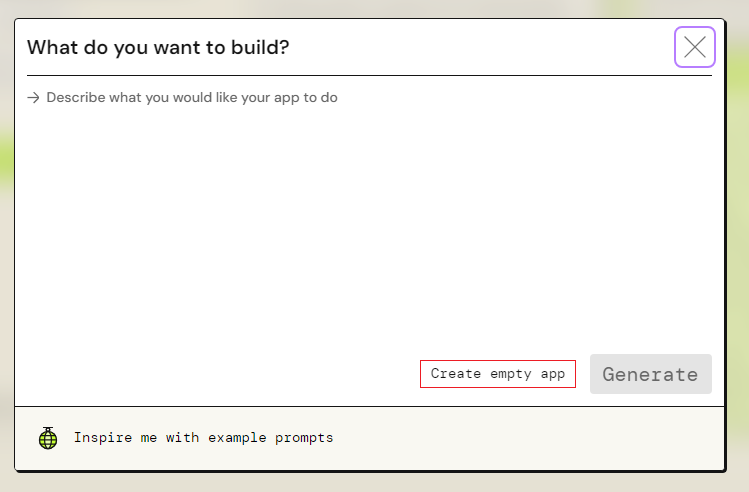 What do you want to build?
→ Describe what you would like your app to do
Create empty app
Generate
Inspire me with example prompts